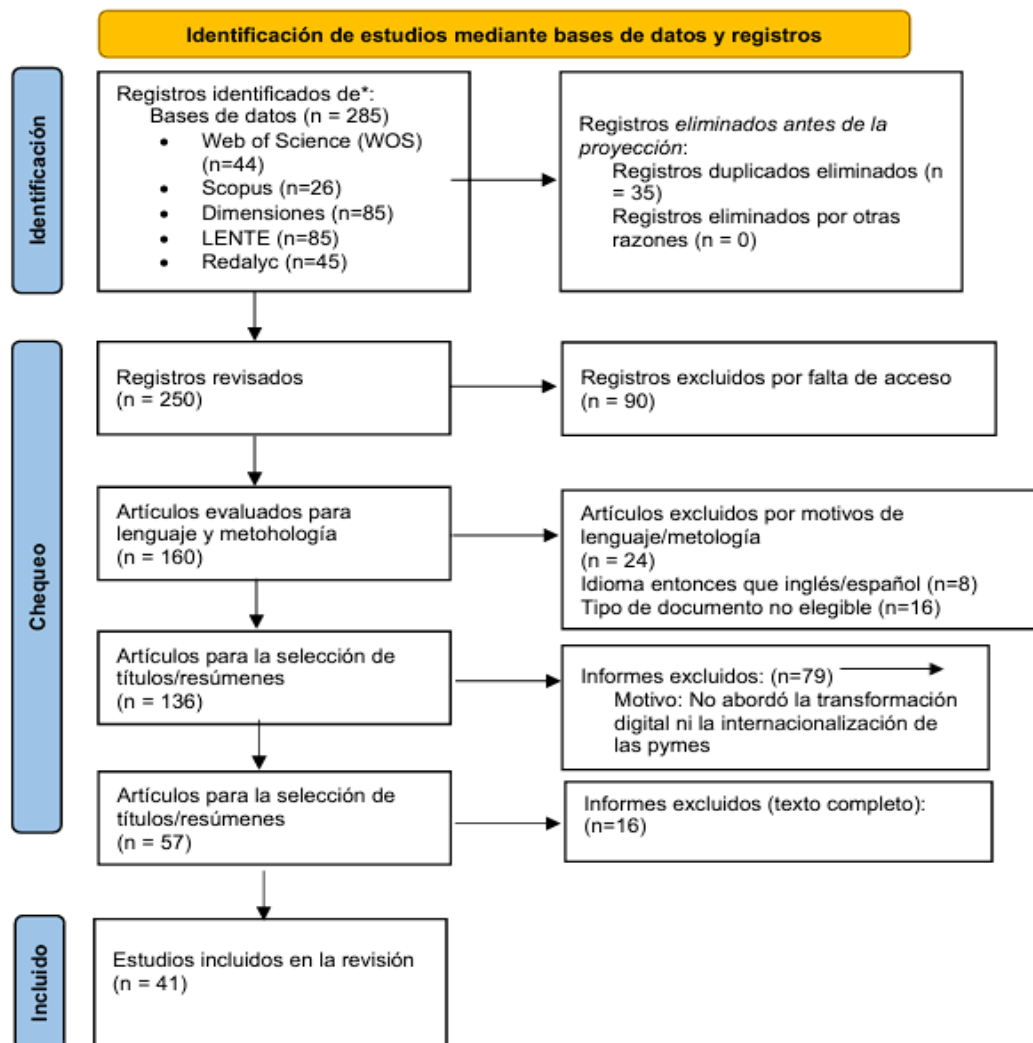 Identificación de estudios mediante bases de datos y registros
Identificación
Registros identificados de*:
Bases de datos (n = 285)
• Web of Science (WOS)
(n=44)
• Scopus (n=26)
• Dimensiones (n=85)
• LENTE (n=85)
• Redalyc (n=45)
Registros eliminados antes de la
proyección:
Registros duplicados eliminados (n
= 35)
Registros eliminados por otras
razones (n = 0)
Chequeo
Registros revisados
(n = 250)
Registros excluidos por falta de acceso
(n = 90)
Artículos evaluados para
lenguaje y metohología
(n = 160)
Artículos excluidos por motivos de
lenguaje/metología
(n = 24)
Idioma entonces que inglés/español (n=8)
Tipo de documento no elegible (n=16)
Artículos para la selección de
títulos/resúmenes
(n = 136)
Informes excluidos: (n=79)
Motivo: No abordó la transformación
digital ni la internacionalización de
las pymes
Artículos para la selección de
títulos/resúmenes
(n = 57)
Informes excluidos (texto completo):
(n=16)
Incluido
Estudios incluidos en la revisión
(n = 41)